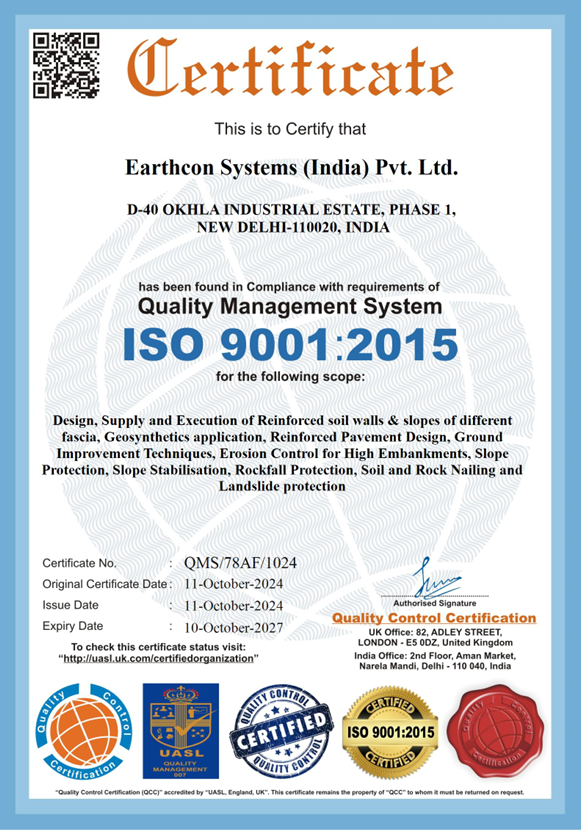 Certificate
This is to Certify that
Earthcon Systems (India) Pvt. Ltd.
D-40 OKHLA INDUSTRIAL ESTATE, PHASE 1,
NEW DELHI-110020, INDIA
has been found in Compliance with requirements of
Quality Management System
ISO 9001:2015
for the following scope:
Design, Supply and Execution of Reinforced soil walls & slopes of different
fascia, Geosynthetics application, Reinforced Pavement Design, Ground
Improvement Techniques, Erosion Control for High Embankments, Slope
Protection, Slope Stabilisation, Rockfall Protection, Soil and Rock Nailing and
Landslide protection
Certificate No. : QMS/78AF/1024
Original Certificate Date : 11-October-2024
Issue Date : 11-October-2024
Expiry Date : 10-October-2027
To check this certificate status visit:
“http://uasl.uk.com/certifiedorganization”
Authorised Signature
Quality Control Certification
UK Office: 82, ADLEY STREET,
LONDON - E5 0DZ, United Kingdom
India Office: 2nd Floor, Aman Market,
Narela Mandi, Delhi - 110 040, India
Quality Control
Certification
UASL
QUALITY
MANAGEMENT
007
QUALITY CONTROL
CERTIFIED
QUALITY CONTROL
CERTIFIED
ISO 9001:2015
CERTIFIED
Quality Control
Certification
“Quality Control Certification (QCC)” accredited by “UASL, England, UK”. This certificate remains the property of “QCC” to whom it must be returned on request.